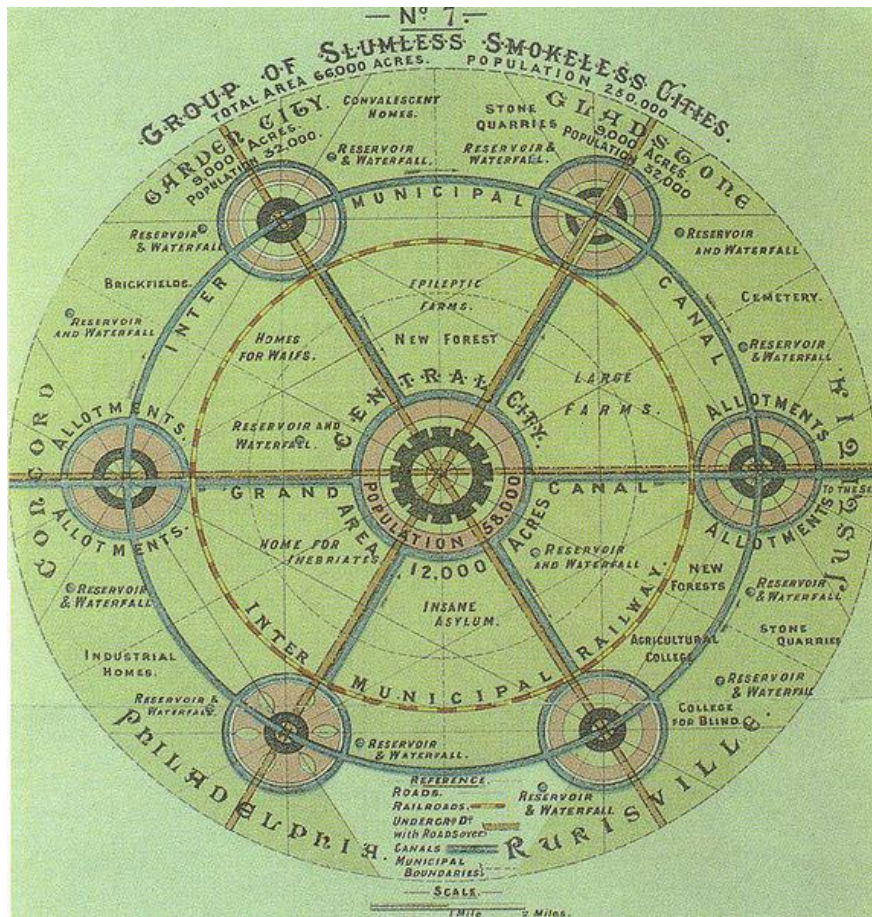 — Nº 7. —
GROUP OF SLUMLESS SMOKELESS CITIES.
TOTAL AREA 66,000 ACRES. POPULATION 250,000
GARDEN CITY.
9,000 ACRES.
POPULATION 32,000.
CONVALESCENT
HOMES.
STONE
QUARRIES
GLADSTONE
9,000 ACRES
POPULATION
32,000
RESERVOIR
& WATERFALL,
RESERVOIR &
WATERFALL.
INTER MUNICIPAL CANAL
RESERVOIR
& WATERFALL
RESERVOIR
AND WATERFALL
BRICKFIELDS.
EPILEPTIC
FARMS.
CEMETERY.
RESERVOIR
AND WATERFALL
HOMES
FOR WAIFS.
NEW FOREST
RESERVOIR
& WATERFALL
LARGE
FARMS.
CENTRAL CITY.
CONCORD
ALLOTMENTS.
ALLOTMENTS.
RESERVOIR AND
WATERFALL.
ALLOTMENTS
ALLOTMENTS
JUSTITIA.
GRAND CANAL
TO THE SE
POPULATION 58,000
AREA 12,000 ACRES
HOME FOR
INEBRIATES
RESERVOIR
AND WATERFALL
NEW
FORESTS
RESERVOIR
& WATERFALL
RESERVOIR
& WATERFALL
INSANE
ASYLUM.
STONE
QUARRIES
INTER MUNICIPAL RAILWAY.
AGRICULTURAL
COLLEGE
INDUSTRIAL
HOMES.
RESERVOIR
& WATERFALL
RESERVOIR &
WATERFALL.
COLLEGE
FOR BLIND.
RESERVOIR
& WATERFALL.
PHILADELPHIA.
RURISVILLE.
REFERENCE.
ROADS.
RAILROADS.
UNDERGRD Dº
with ROADS over
CANALS
MUNICIPAL
BOUNDARIES
RESERVOIR
& WATERFALL
— SCALE. —
1 Mile 2 Miles.